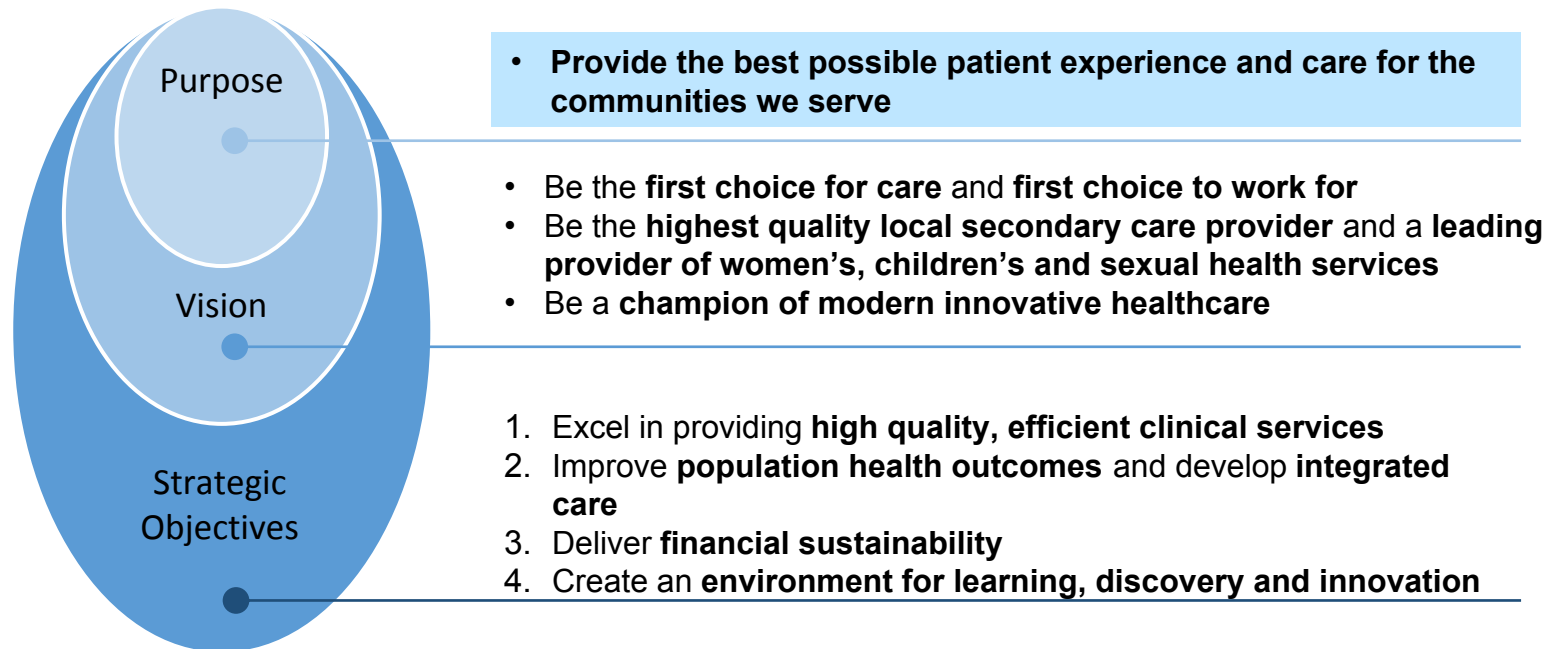 Purpose
• Provide the best possible patient experience and care for the
communities we serve
Vision
• Be the first choice for care and first choice to work for
• Be the highest quality local secondary care provider and a leading
provider of women’s, children’s and sexual health services
• Be a champion of modern innovative healthcare
Strategic
Objectives
1. Excel in providing high quality, efficient clinical services
2. Improve population health outcomes and develop integrated
care
3. Deliver financial sustainability
4. Create an environment for learning, discovery and innovation